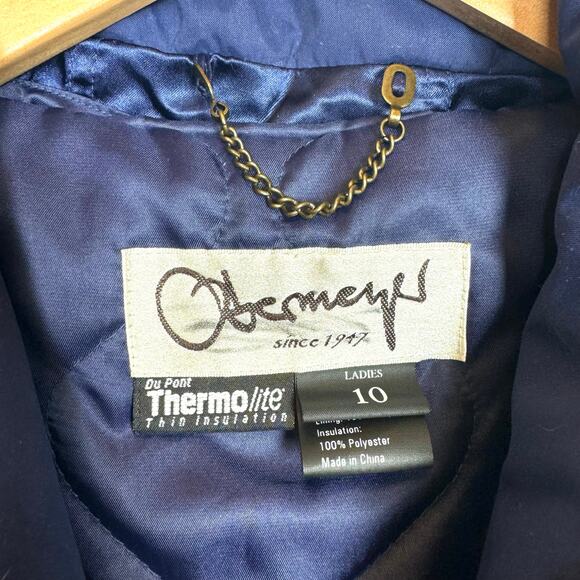 Obermeyer
since 1947
Du Pont
Thermolite®
Thin Insulation
LADIES
10
Insulation:
100% Polyester
Made in China